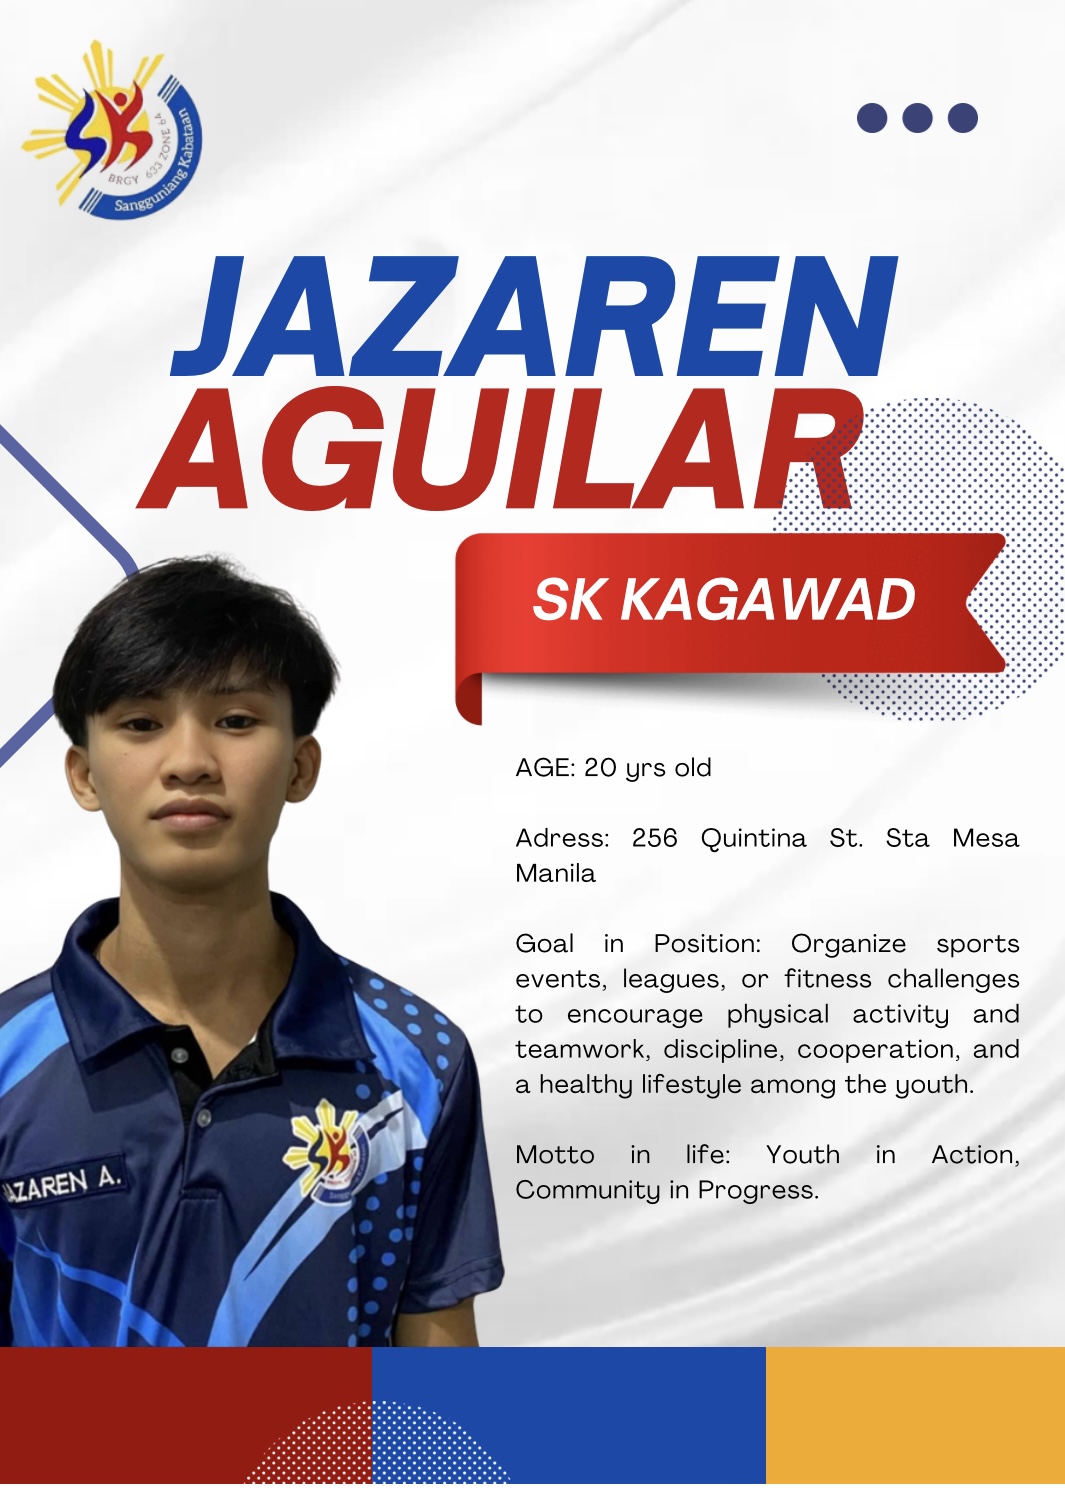 BRGY 633 ZONE 64
Sangguniang Kabataan
JAZAREN
AGUILAR
SK KAGAWAD
AGE: 20 yrs old
Adress: 256 Quintina St. Sta Mesa
Manila
Goal in Position: Organize sports
events, leagues, or fitness challenges
to encourage physical activity and
teamwork, discipline, cooperation, and
a healthy lifestyle among the youth.
Motto in life: Youth in Action,
Community in Progress.
JAZAREN A.